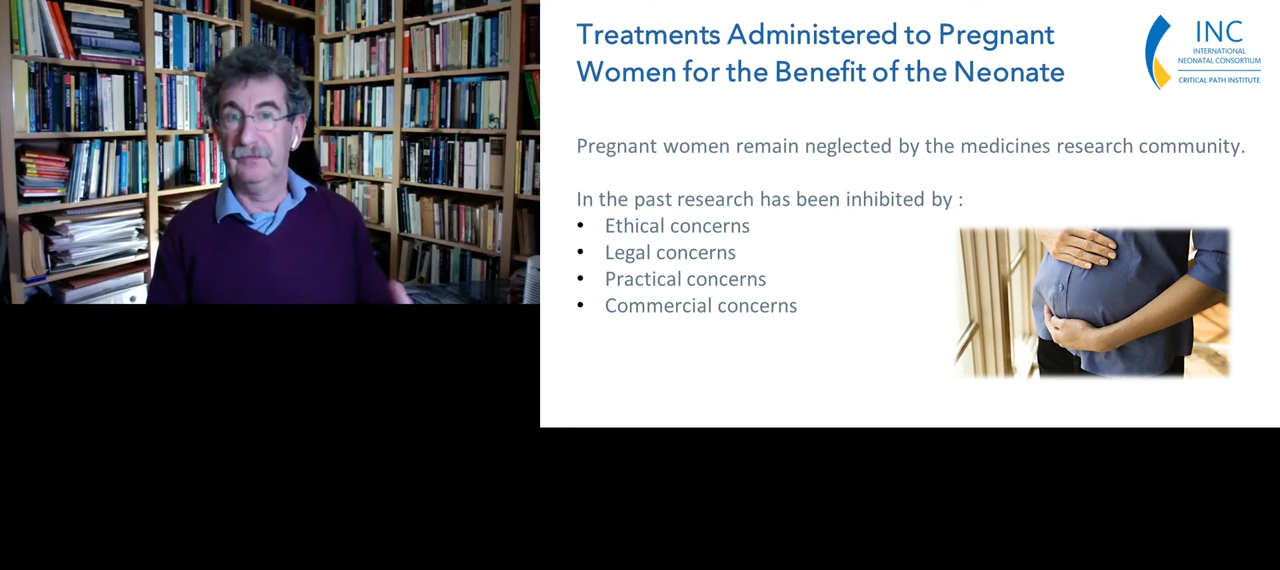 Treatments Administered to Pregnant
Women for the Benefit of the Neonate
INC
INTERNATIONAL
NEONATAL CONSORTIUM
CRITICAL PATH INSTITUTE
Pregnant women remain neglected by the medicines research community.
In the past research has been inhibited by :
• Ethical concerns
• Legal concerns
• Practical concerns
• Commercial concerns